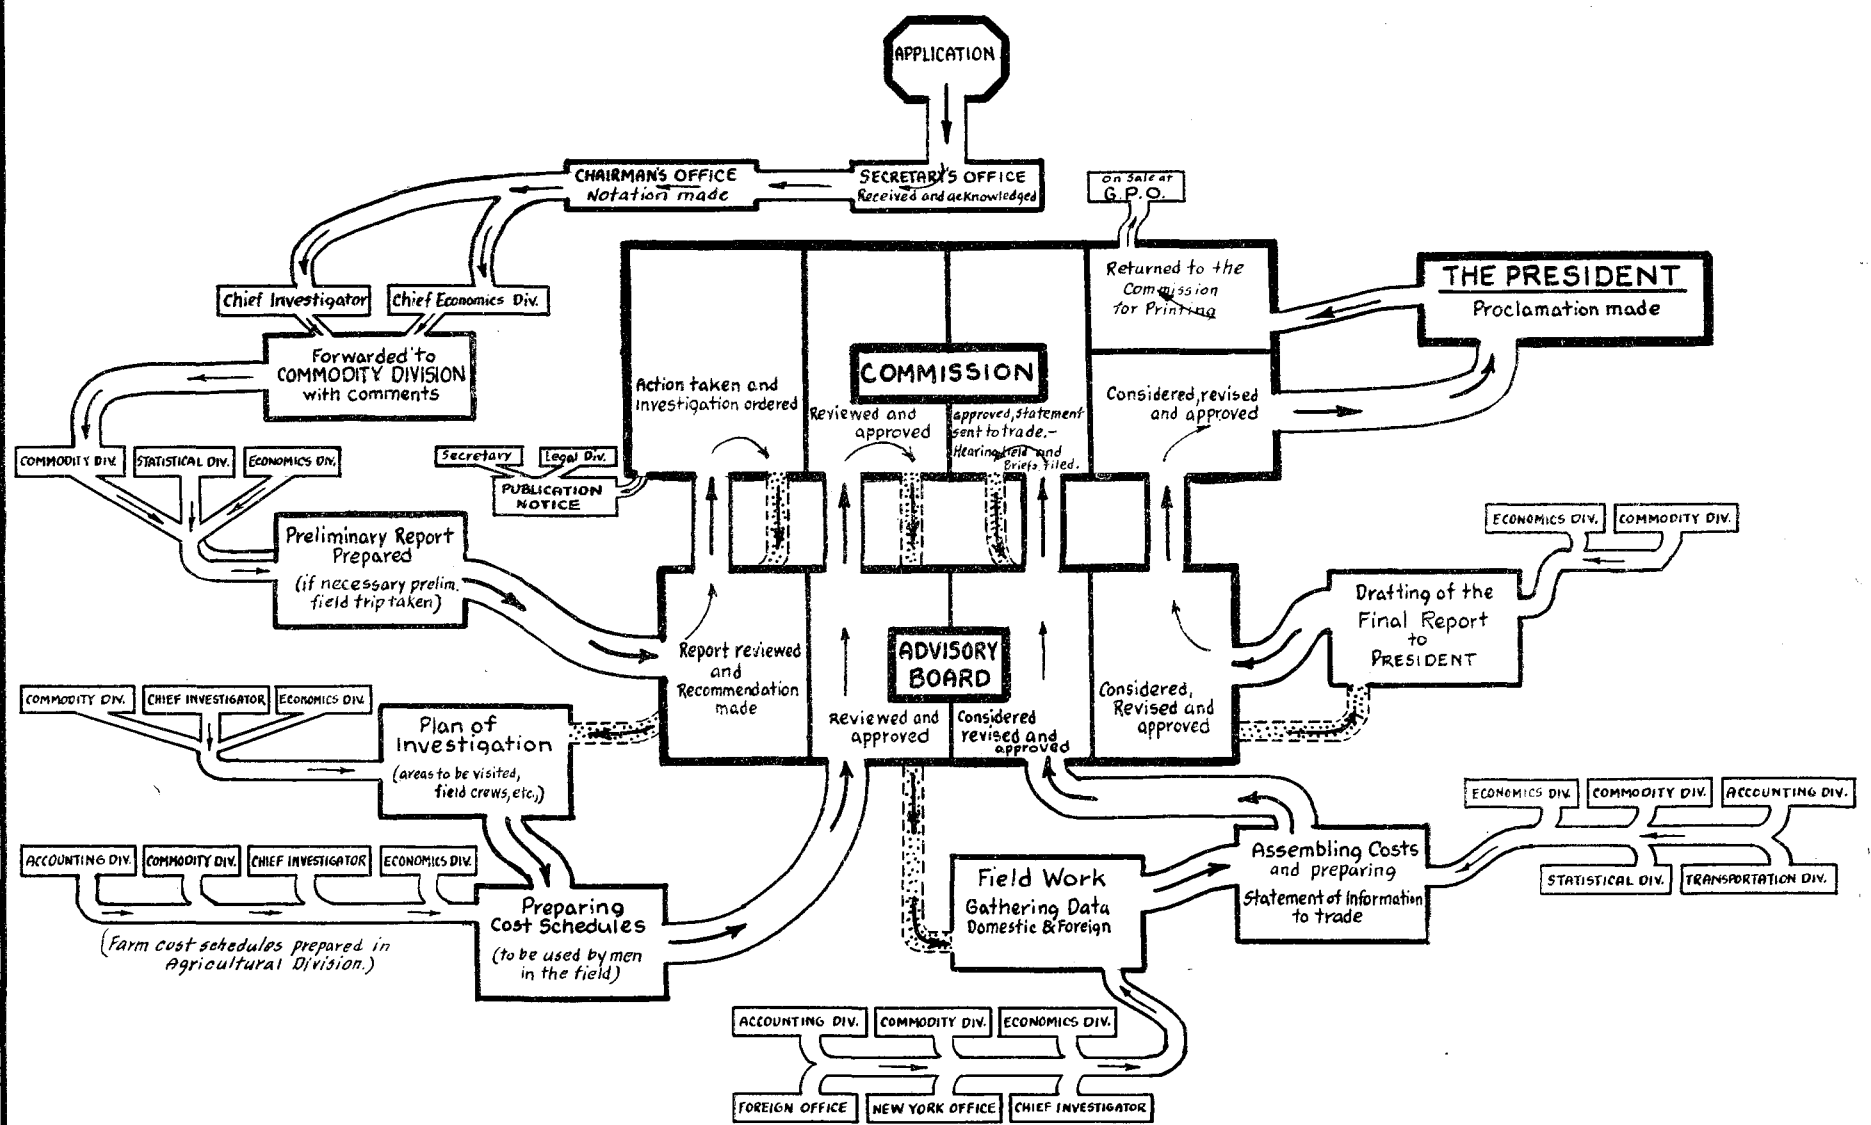 APPLICATION
CHAIRMAN'S OFFICE
Notation made
SECRETARY'S OFFICE
Received and acknowledged
On Sale at
G.P.O.
Chief Investigator
Chief Economics Div.
Forwarded to
COMMODITY DIVISION
with comments
Returned to the
Commission
for Printing
THE PRESIDENT
Proclamation made
COMMISSION
Action taken and
Investigation ordered
Reviewed and
approved
approved, statement
sent to trade.-
Hearing held and
Briefs filed.
Considered, revised
and approved
COMMODITY DIV.
STATISTICAL DIV.
ECONOMICS DIV.
Secretary
Legal Div.
PUBLICATION
NOTICE
Preliminary Report
Prepared
(if necessary prelim.
field trip taken)
ECONOMICS DIV.
COMMODITY DIV.
Drafting of the
Final Report
to
PRESIDENT
ADVISORY
BOARD
Report reviewed
and
Recommendation
made
Reviewed and
approved
Considered
revised and
approved
Considered,
Revised and
approved
COMMODITY DIV.
CHIEF INVESTIGATOR
ECONOMICS DIV.
Plan of
Investigation
(areas to be visited,
field crews, etc.,)
ACCOUNTING DIV.
COMMODITY DIV.
CHIEF INVESTIGATOR
ECONOMICS DIV.
Preparing
Cost Schedules
(to be used by men
in the field)
(Farm cost schedules prepared in
Agricultural Division.)
Field Work
Gathering Data
Domestic & Foreign
Assembling Costs
and preparing
Statement of Information
to trade
ECONOMICS DIV.
COMMODITY DIV.
ACCOUNTING DIV.
STATISTICAL DIV.
TRANSPORTATION DIV.
ACCOUNTING DIV.
COMMODITY DIV.
ECONOMICS DIV.
FOREIGN OFFICE
NEW YORK OFFICE
CHIEF INVESTIGATOR